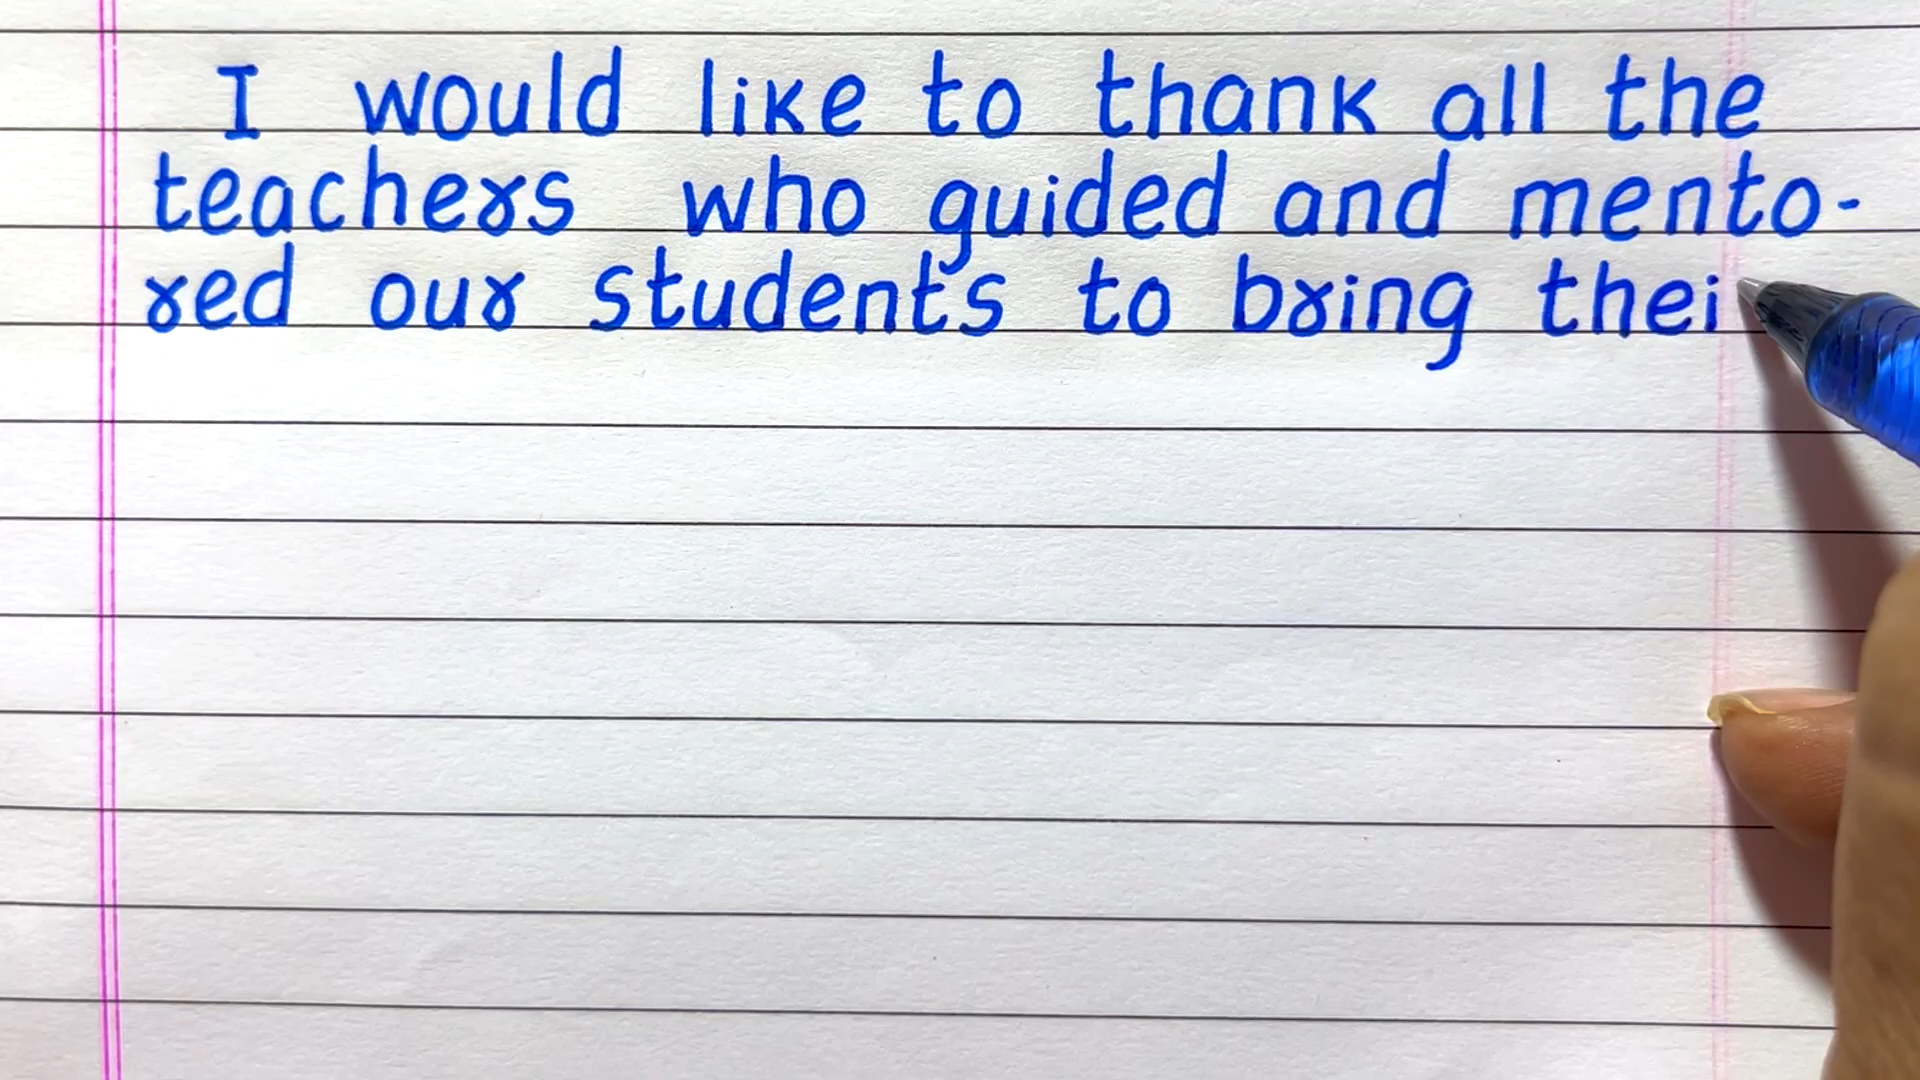 I would like to thank all the
teachers who guided and mento-
red our students to bring thei